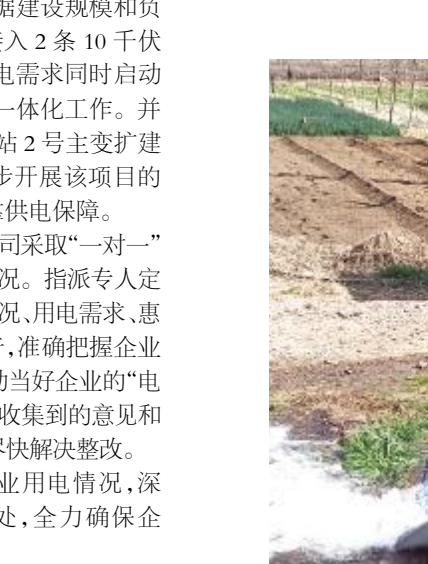 据建设规模和负
接入 2 条 10 千伏
电需求同时启动
一体化工作。并
站 2 号主变扩建
步开展该项目的
供电保障。
司采取“一对一”
况。指派专人定
况、用电需求、惠
,准确把握企业
动当好企业的“电
收集到的意见和
尽快解决整改。
业用电情况,深
处,全力确保企